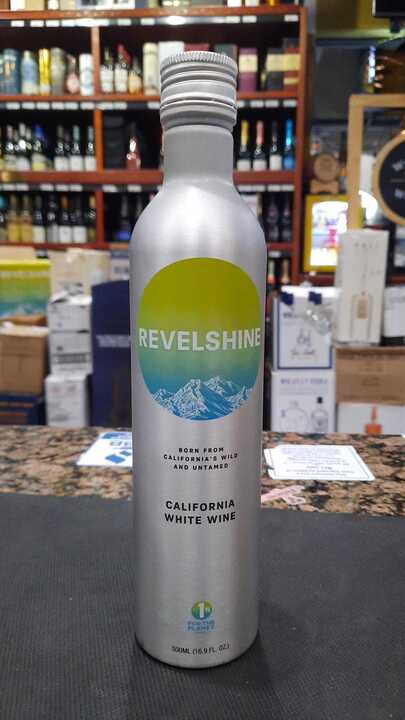 REVELSHINE
BORN FROM
CALIFORNIA'S WILD
AND UNTAMED
CALIFORNIA
WHITE WINE
1%
FOR THE
PLANET
500ML (16.9 FL. OZ.)
REVELSHINE